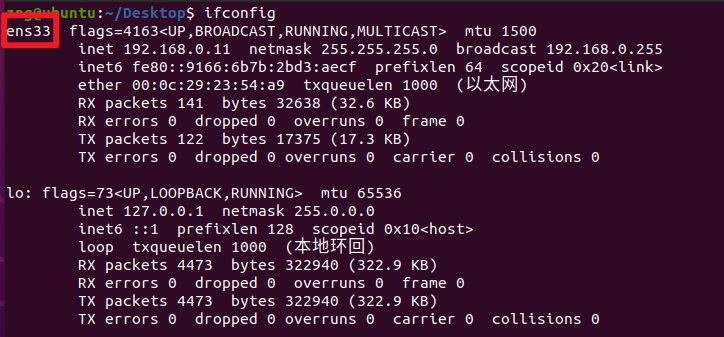 zng@ubuntu:~/Desktop$ ifconfig
ens33 flags=4163<UP,BROADCAST,RUNNING,MULTICAST>  mtu 1500
        inet 192.168.0.11  netmask 255.255.255.0  broadcast 192.168.0.255
        inet6 fe80::9166:6b7b:2bd3:aecf  prefixlen 64  scopeid 0x20<link>
        ether 00:0c:29:23:54:a9  txqueuelen 1000  (以太网)
        RX packets 141  bytes 32638 (32.6 KB)
        RX errors 0  dropped 0  overruns 0  frame 0
        TX packets 122  bytes 17375 (17.3 KB)
        TX errors 0  dropped 0 overruns 0  carrier 0  collisions 0
lo: flags=73<UP,LOOPBACK,RUNNING>  mtu 65536
        inet 127.0.0.1  netmask 255.0.0.0
        inet6 ::1  prefixlen 128  scopeid 0x10<host>
        loop  txqueuelen 1000  (本地环回)
        RX packets 4473  bytes 322940 (322.9 KB)
        RX errors 0  dropped 0  overruns 0  frame 0
        TX packets 4473  bytes 322940 (322.9 KB)
        TX errors 0  dropped 0 overruns 0  carrier 0  collisions 0